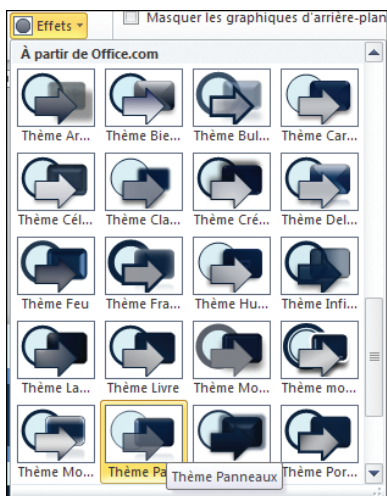 Effets
Masquer les graphiques d'arrière-plan
À partir de Office.com
Thème Ar... Thème Bie... Thème Bul... Thème Car...
Thème Cél... Thème Cla... Thème Cré... Thème Del...
Thème Feu Thème Fra... Thème Hu... Thème Infi...
Thème La... Thème Livre Thème Mo... Thème mo...
Thème Mo... Thème Pa Thème Por...
Thème Panneaux